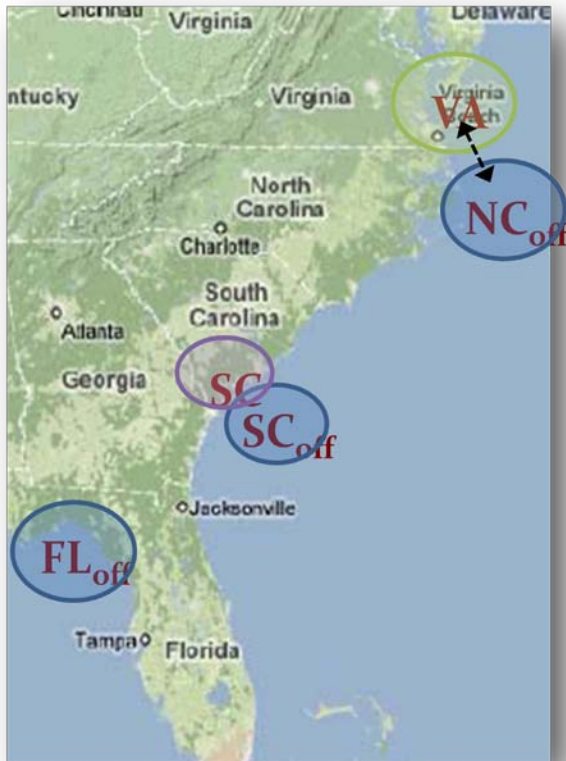 Cincinnati
Delaware
Virginia
ntucky
Virginia
Virginia
Beach
VA
North
Carolina
NCoff
Charlotte
South
Carolina
Atlanta
Georgia
SC
SCoff
Jacksonville
FLoff
Tampa
Florida